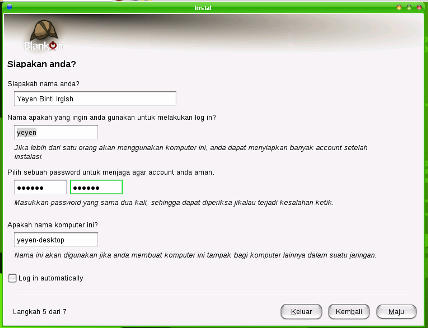 Instal
BlankOn
Siapakan anda?
Siapakah nama anda?
Yeyen Binti Irgish
Nama apakah yang ingin anda gunakan untuk melakukan log in?
yeyen
Jika lebih dari satu orang akan menggunakan komputer ini, anda dapat menyiapkan banyak account setelah
instalasi.
Pilih sebuah password untuk menjaga agar account anda aman.
●●●●●● ●●●●●●
Masukkan password yang sama dua kali, sehingga dapat diperiksa jikalau terjadi kesalahan ketik.
Apakah nama komputer ini?
yeyen-desktop
Nama ini akan digunakan jika anda membuat komputer ini tampak bagi komputer lainnya dalam suatu jaringan.
Log in automatically
Langkah 5 dari 7
Keluar Kembali Maju